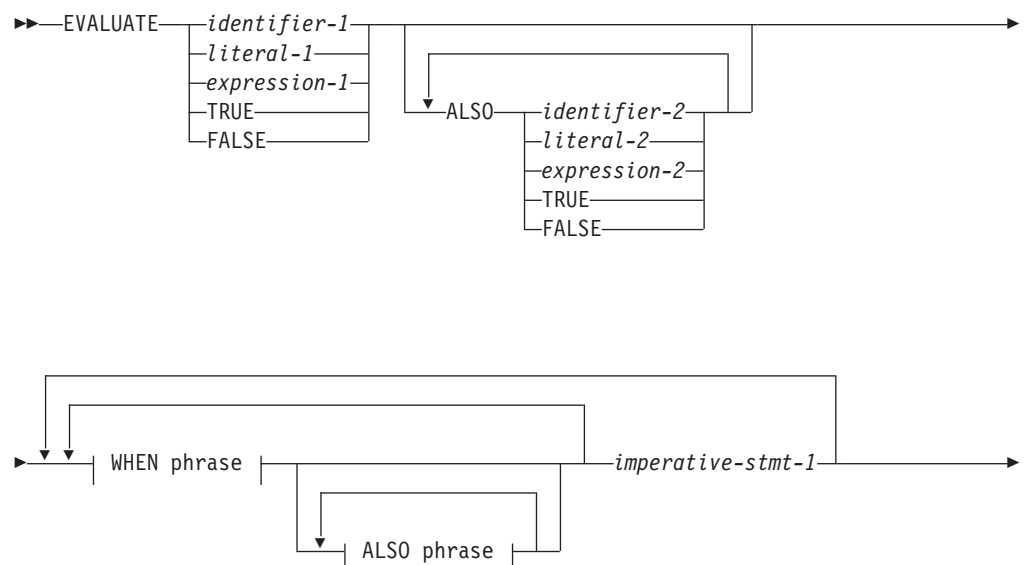 EVALUATE identifier-1
literal-1
expression-1
TRUE
FALSE
ALSO identifier-2
literal-2
expression-2
TRUE
FALSE
WHEN phrase imperative-stmt-1
ALSO phrase